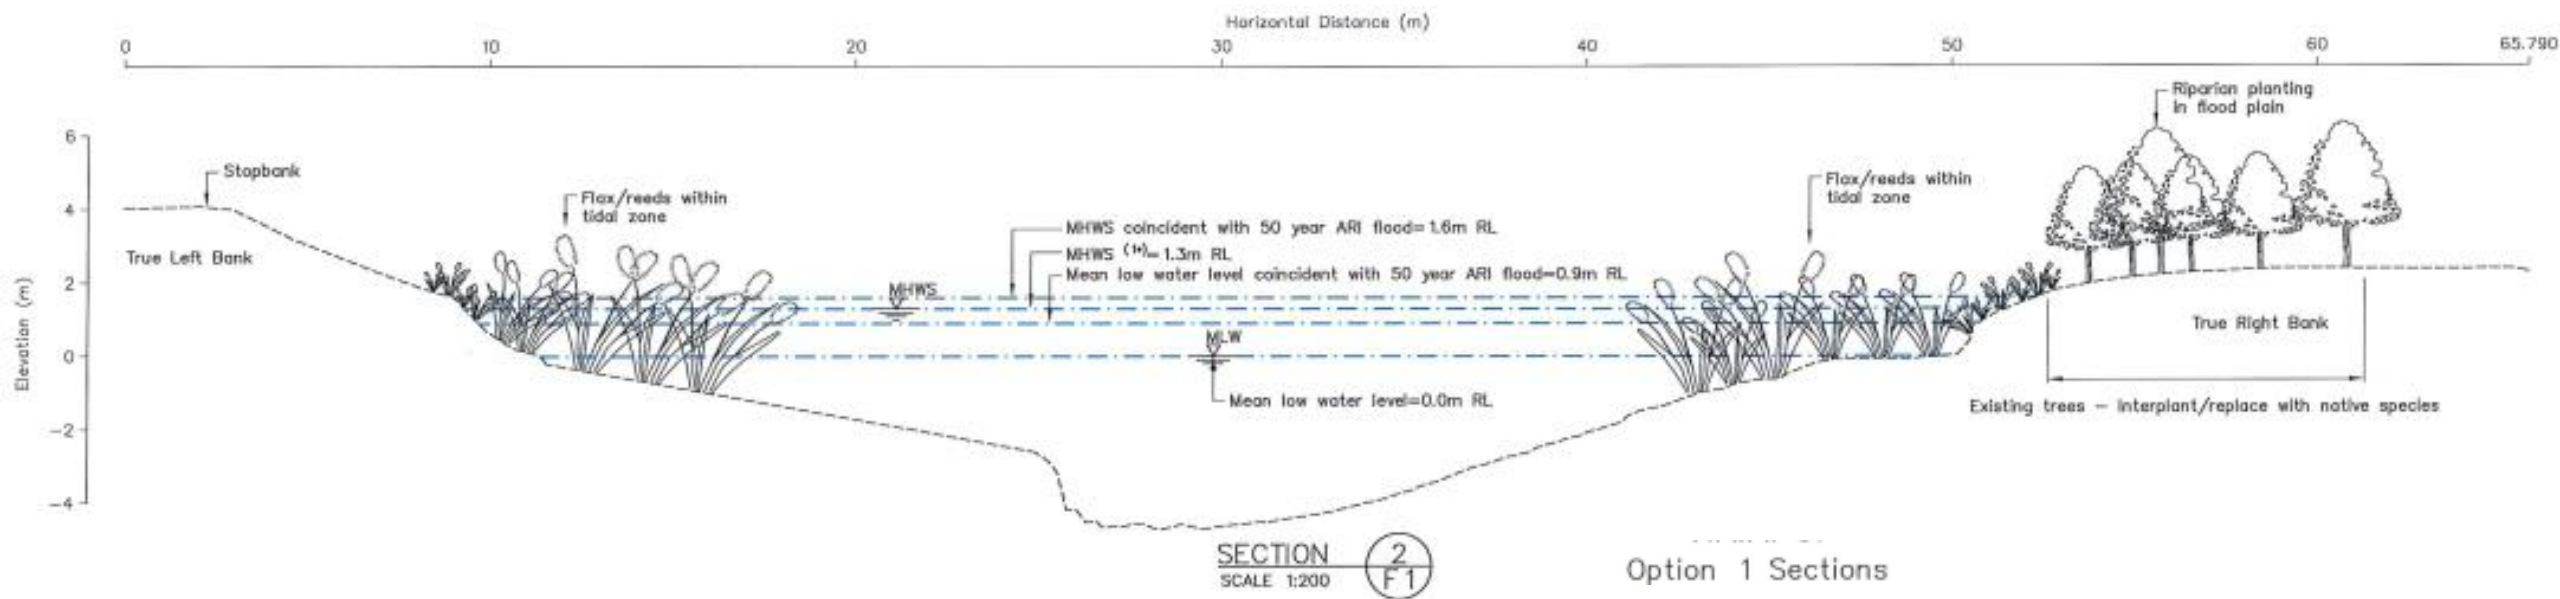 Horizontal Distance (m)
0 10 20 30 40 50 60 65.790
Riparian planting
in flood plain
6
Stopbank
Flax/reeds within
tidal zone
Flax/reeds within
tidal zone
4
MHWS coincident with 50 year ARI flood=1.6m RL
True Left Bank
MHWS (1*)=1.3m RL
Mean low water level coincident with 50 year ARI flood=0.9m RL
2
MHWS
True Right Bank
MLW
0
Elevation (m)
Mean low water level=0.0m RL
Existing trees – interplant/replace with native species
-2
-4
SECTION
SCALE 1:200
2
F1
Option 1 Sections